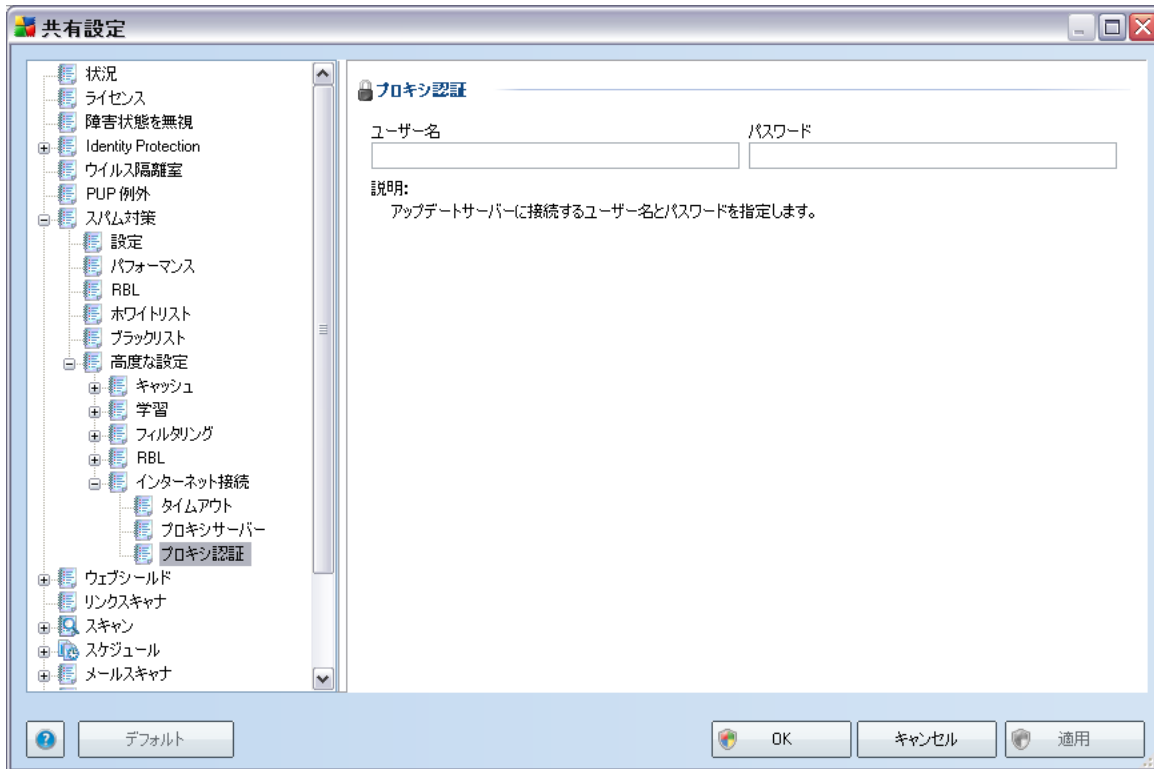 共有設定
状況
ライセンス
障害状態を無視
Identity Protection
ウイルス隔離室
PUP 例外
スパム対策
設定
パフォーマンス
RBL
ホワイトリスト
ブラックリスト
高度な設定
キャッシュ
学習
フィルタリング
RBL
インターネット接続
タイムアウト
プロキシサーバー
プロキシ認証
ウェブシールド
リンクスキャナ
スキャン
スケジュール
メールスキャナ
プロキシ認証
ユーザー名 パスワード
説明:
アップデートサーバーに接続するユーザー名とパスワードを指定します。
デフォルト OK キャンセル 適用